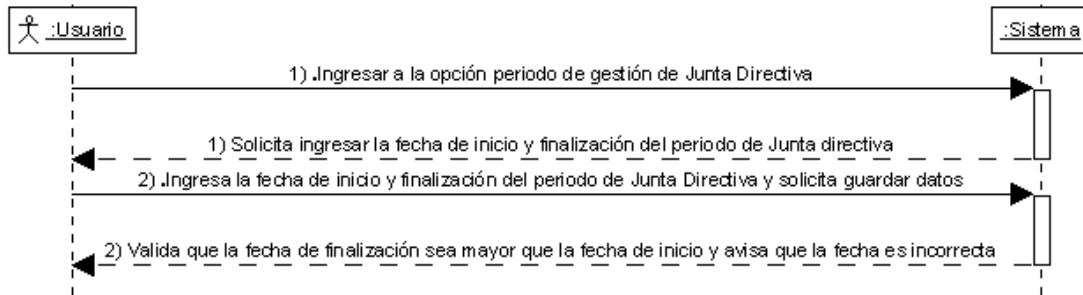 :Usuario
:Sistema
1) .Ingresar a la opción periodo de gestión de Junta Directiva
1) Solicita ingresar la fecha de inicio y finalización del periodo de Junta directiva
2) .Ingresa la fecha de inicio y finalización del periodo de Junta Directiva y solicita guardar datos
2) Valida que la fecha de finalización sea mayor que la fecha de inicio y avisa que la fecha es incorrecta